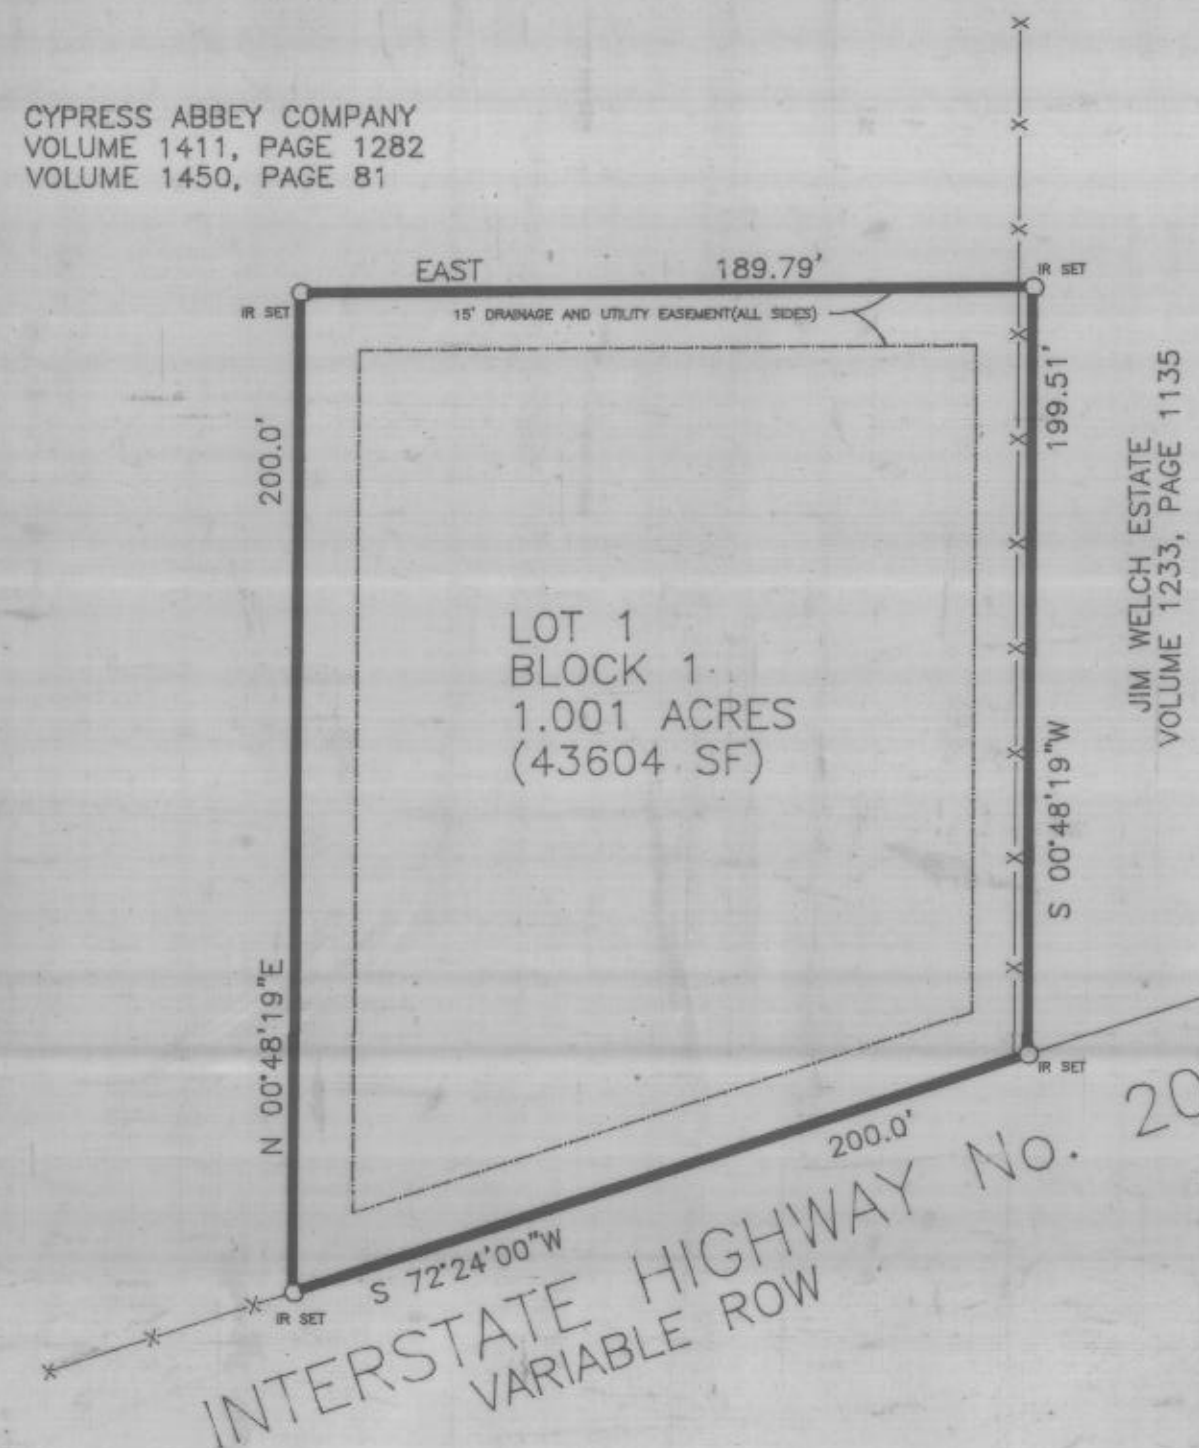 CYPRESS ABBEY COMPANY
VOLUME 1411, PAGE 1282
VOLUME 1450, PAGE 81
EAST
189.79'
IR SET
IR SET
15' DRAINAGE AND UTILITY EASEMENT(ALL SIDES)
200.0'
199.51'
JIM WELCH ESTATE
VOLUME 1233, PAGE 1135
LOT 1
BLOCK 1
1.001 ACRES
(43604 SF)
S 00°48'19"W
N 00°48'19"E
IR SET
200.0'
S 72°24'00"W
IR SET
INTERSTATE HIGHWAY No. 20
VARIABLE ROW